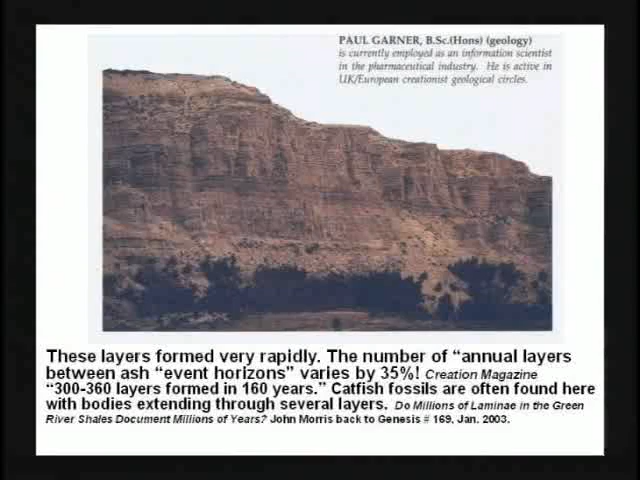 PAUL GARNER, B.Sc.(Hons) (geology)
is currently employed as an information scientist
in the pharmaceutical industry. He is active in
UK/European creationist geological circles.
These layers formed very rapidly. The number of “annual layers
between ash “event horizons” varies by 35%! Creation Magazine
“300-360 layers formed in 160 years.” Catfish fossils are often found here
with bodies extending through several layers. Do Millions of Laminae in the Green
River Shales Document Millions of Years? John Morris back to Genesis # 169, Jan, 2003.